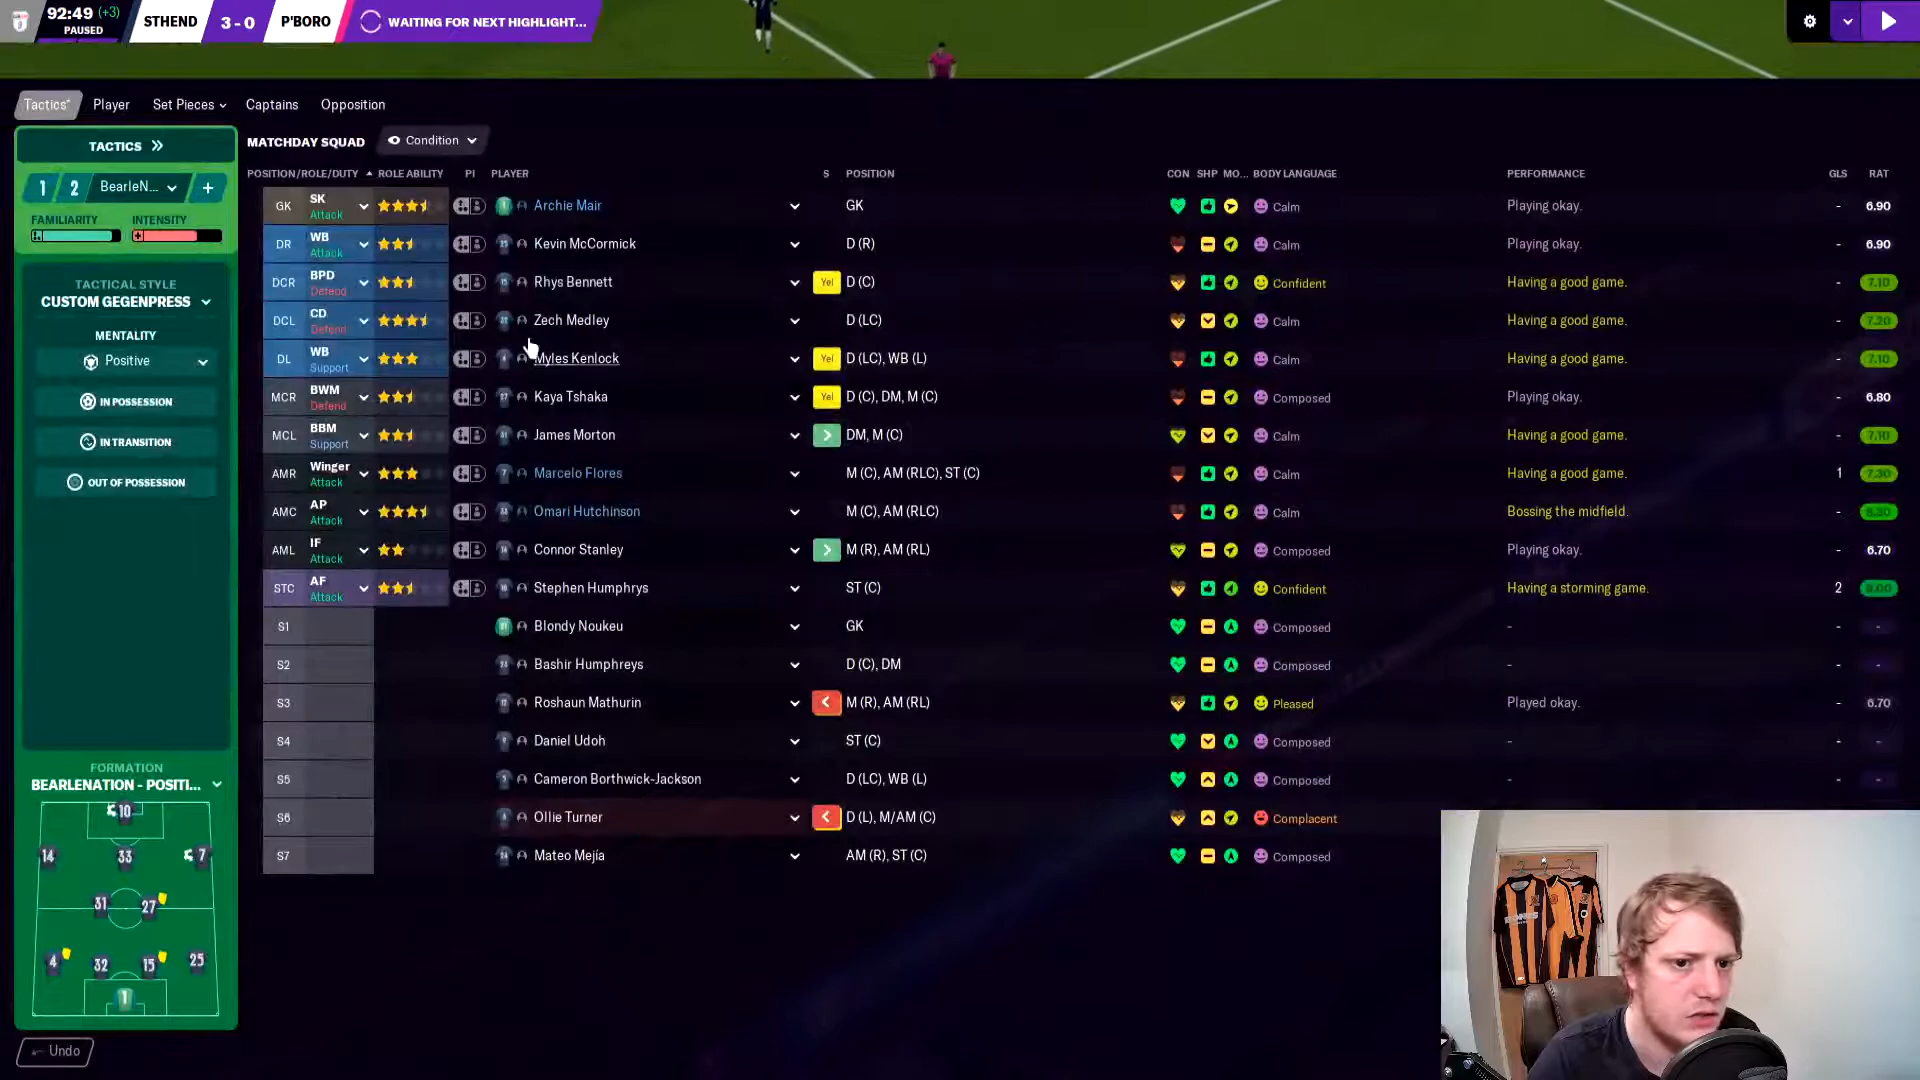 92:49 (+3)
PAUSED
STHEND 3 - 0 P'BORO
WAITING FOR NEXT HIGHLIGHT...
Tactics* Player Set Pieces Captains Opposition
TACTICS
1 2 BearleN... +
FAMILIARITY INTENSITY
TACTICAL STYLE
CUSTOM GEGENPRESS
MENTALITY
Positive
IN POSSESSION
IN TRANSITION
OUT OF POSSESSION
FORMATION
BEARLENATION - POSITI...
10
14 33 7
31 27
4 32 15 25
1
Undo
MATCHDAY SQUAD Condition
POSITION/ROLE/DUTY ROLE ABILITY PI PLAYER S POSITION CON SHP MO... BODY LANGUAGE PERFORMANCE GLS RAT
GK SK Attack Archie Mair GK Calm Playing okay. - 6.90
DR WB Attack Kevin McCormick D (R) Calm Playing okay. - 6.90
DCR BPD Defend Rhys Bennett Yel D (C) Confident Having a good game. - 7.10
DCL CD Defend Zech Medley D (LC) Calm Having a good game. - 7.20
DL WB Support Myles Kenlock Yel D (LC), WB (L) Calm Having a good game. - 7.10
MCR BWM Defend Kaya Tshaka Yel D (C), DM, M (C) Composed Playing okay. - 6.80
MCL BBM Support James Morton DM, M (C) Calm Having a good game. - 7.10
AMR Winger Attack Marcelo Flores M (C), AM (RLC), ST (C) Calm Having a good game. 1 7.30
AMC AP Attack Omari Hutchinson M (C), AM (RLC) Calm Bossing the midfield. - 8.30
AML IF Attack Connor Stanley M (R), AM (RL) Composed Playing okay. - 6.70
STC AF Attack Stephen Humphrys ST (C) Confident Having a storming game. 2 9.00
S1 Blondy Noukeu GK Composed - - -
S2 Bashir Humphreys D (C), DM Composed - - -
S3 Roshaun Mathurin M (R), AM (RL) Pleased Played okay. - 6.70
S4 Daniel Udoh ST (C) Composed - - -
S5 Cameron Borthwick-Jackson D (LC), WB (L) Composed - - -
S6 Ollie Turner D (L), M/AM (C) Complacent
S7 Mateo Mejía AM (R), ST (C) Composed